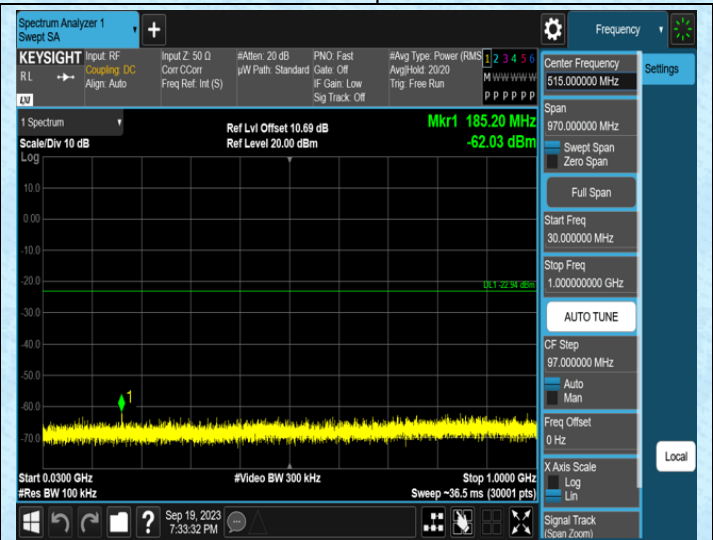 Spectrum Analyzer 1
Swept SA
+
Frequency
KEYSIGHT
RL
LXI
Input: RF
Coupling: DC
Align: Auto
Input Z: 50 Ω
Corr CCorr
Freq Ref: Int (S)
#Atten: 20 dB
µW Path: Standard
PNO: Fast
Gate: Off
IF Gain: Low
Sig Track: Off
#Avg Type: Power (RMS
Avg|Hold: 20/20
Trig: Free Run
1 2 3 4 5 6
M W W W W W
P P P P P P
1 Spectrum
Scale/Div 10 dB
Log
Ref Lvl Offset 10.69 dB
Ref Level 20.00 dBm
Mkr1 185.20 MHz
-62.03 dBm
10.0
0.00
-10.0
-20.0
DL1 -22.94 dBm
-30.0
-40.0
-50.0
1
-60.0
-70.0
Start 0.0300 GHz
#Res BW 100 kHz
#Video BW 300 kHz
Stop 1.0000 GHz
Sweep ~36.5 ms (30001 pts)
Sep 19, 2023
7:33:32 PM
?
Center Frequency
515.000000 MHz
Settings
Span
970.000000 MHz
Swept Span
Zero Span
Full Span
Start Freq
30.000000 MHz
Stop Freq
1.000000000 GHz
AUTO TUNE
CF Step
97.000000 MHz
Auto
Man
Freq Offset
0 Hz
Local
X Axis Scale
Log
Lin
Signal Track
(Span Zoom)